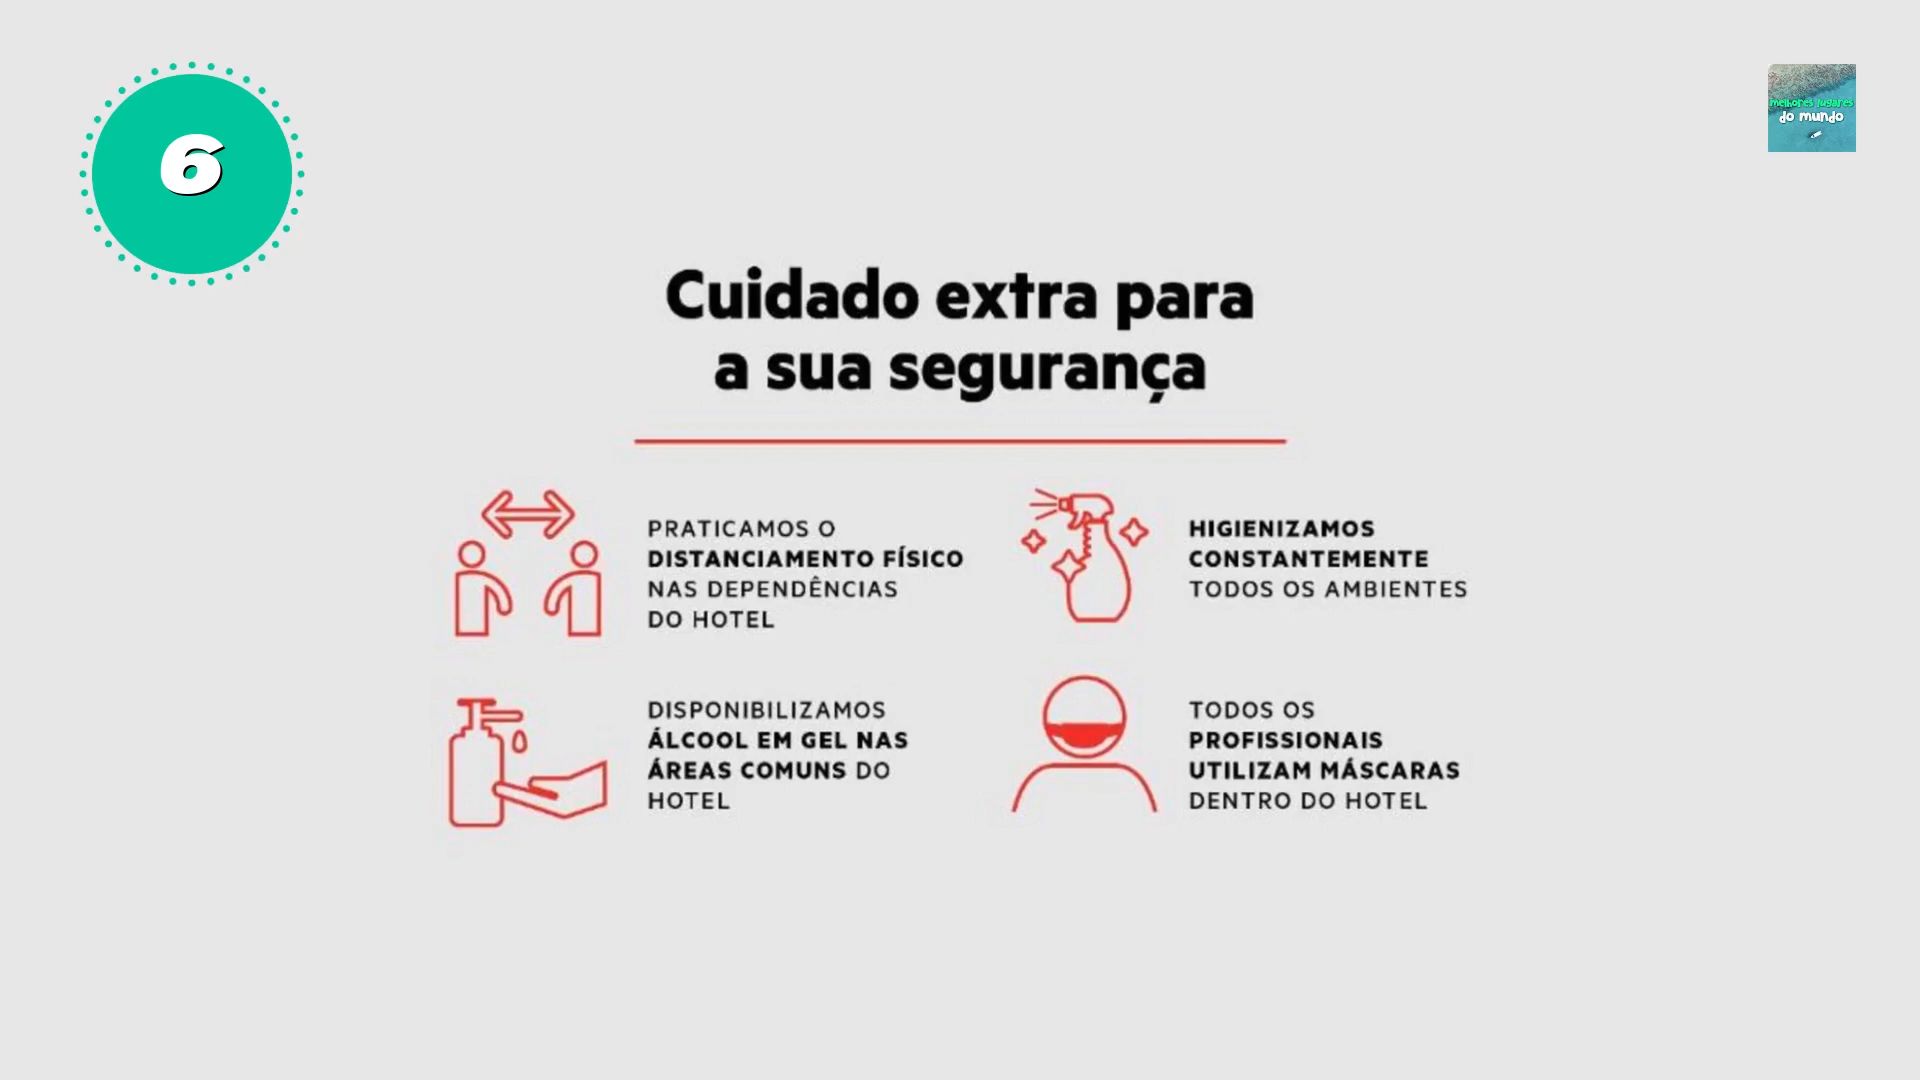 6
melhores lugares
do mundo
Cuidado extra para
a sua segurança
PRATICAMOS O
DISTANCIAMENTO FÍSICO
NAS DEPENDÊNCIAS
DO HOTEL
HIGIENIZAMOS
CONSTANTEMENTE
TODOS OS AMBIENTES
DISPONIBILIZAMOS
ÁLCOOL EM GEL NAS
ÁREAS COMUNS DO
HOTEL
TODOS OS
PROFISSIONAIS
UTILIZAM MÁSCARAS
DENTRO DO HOTEL